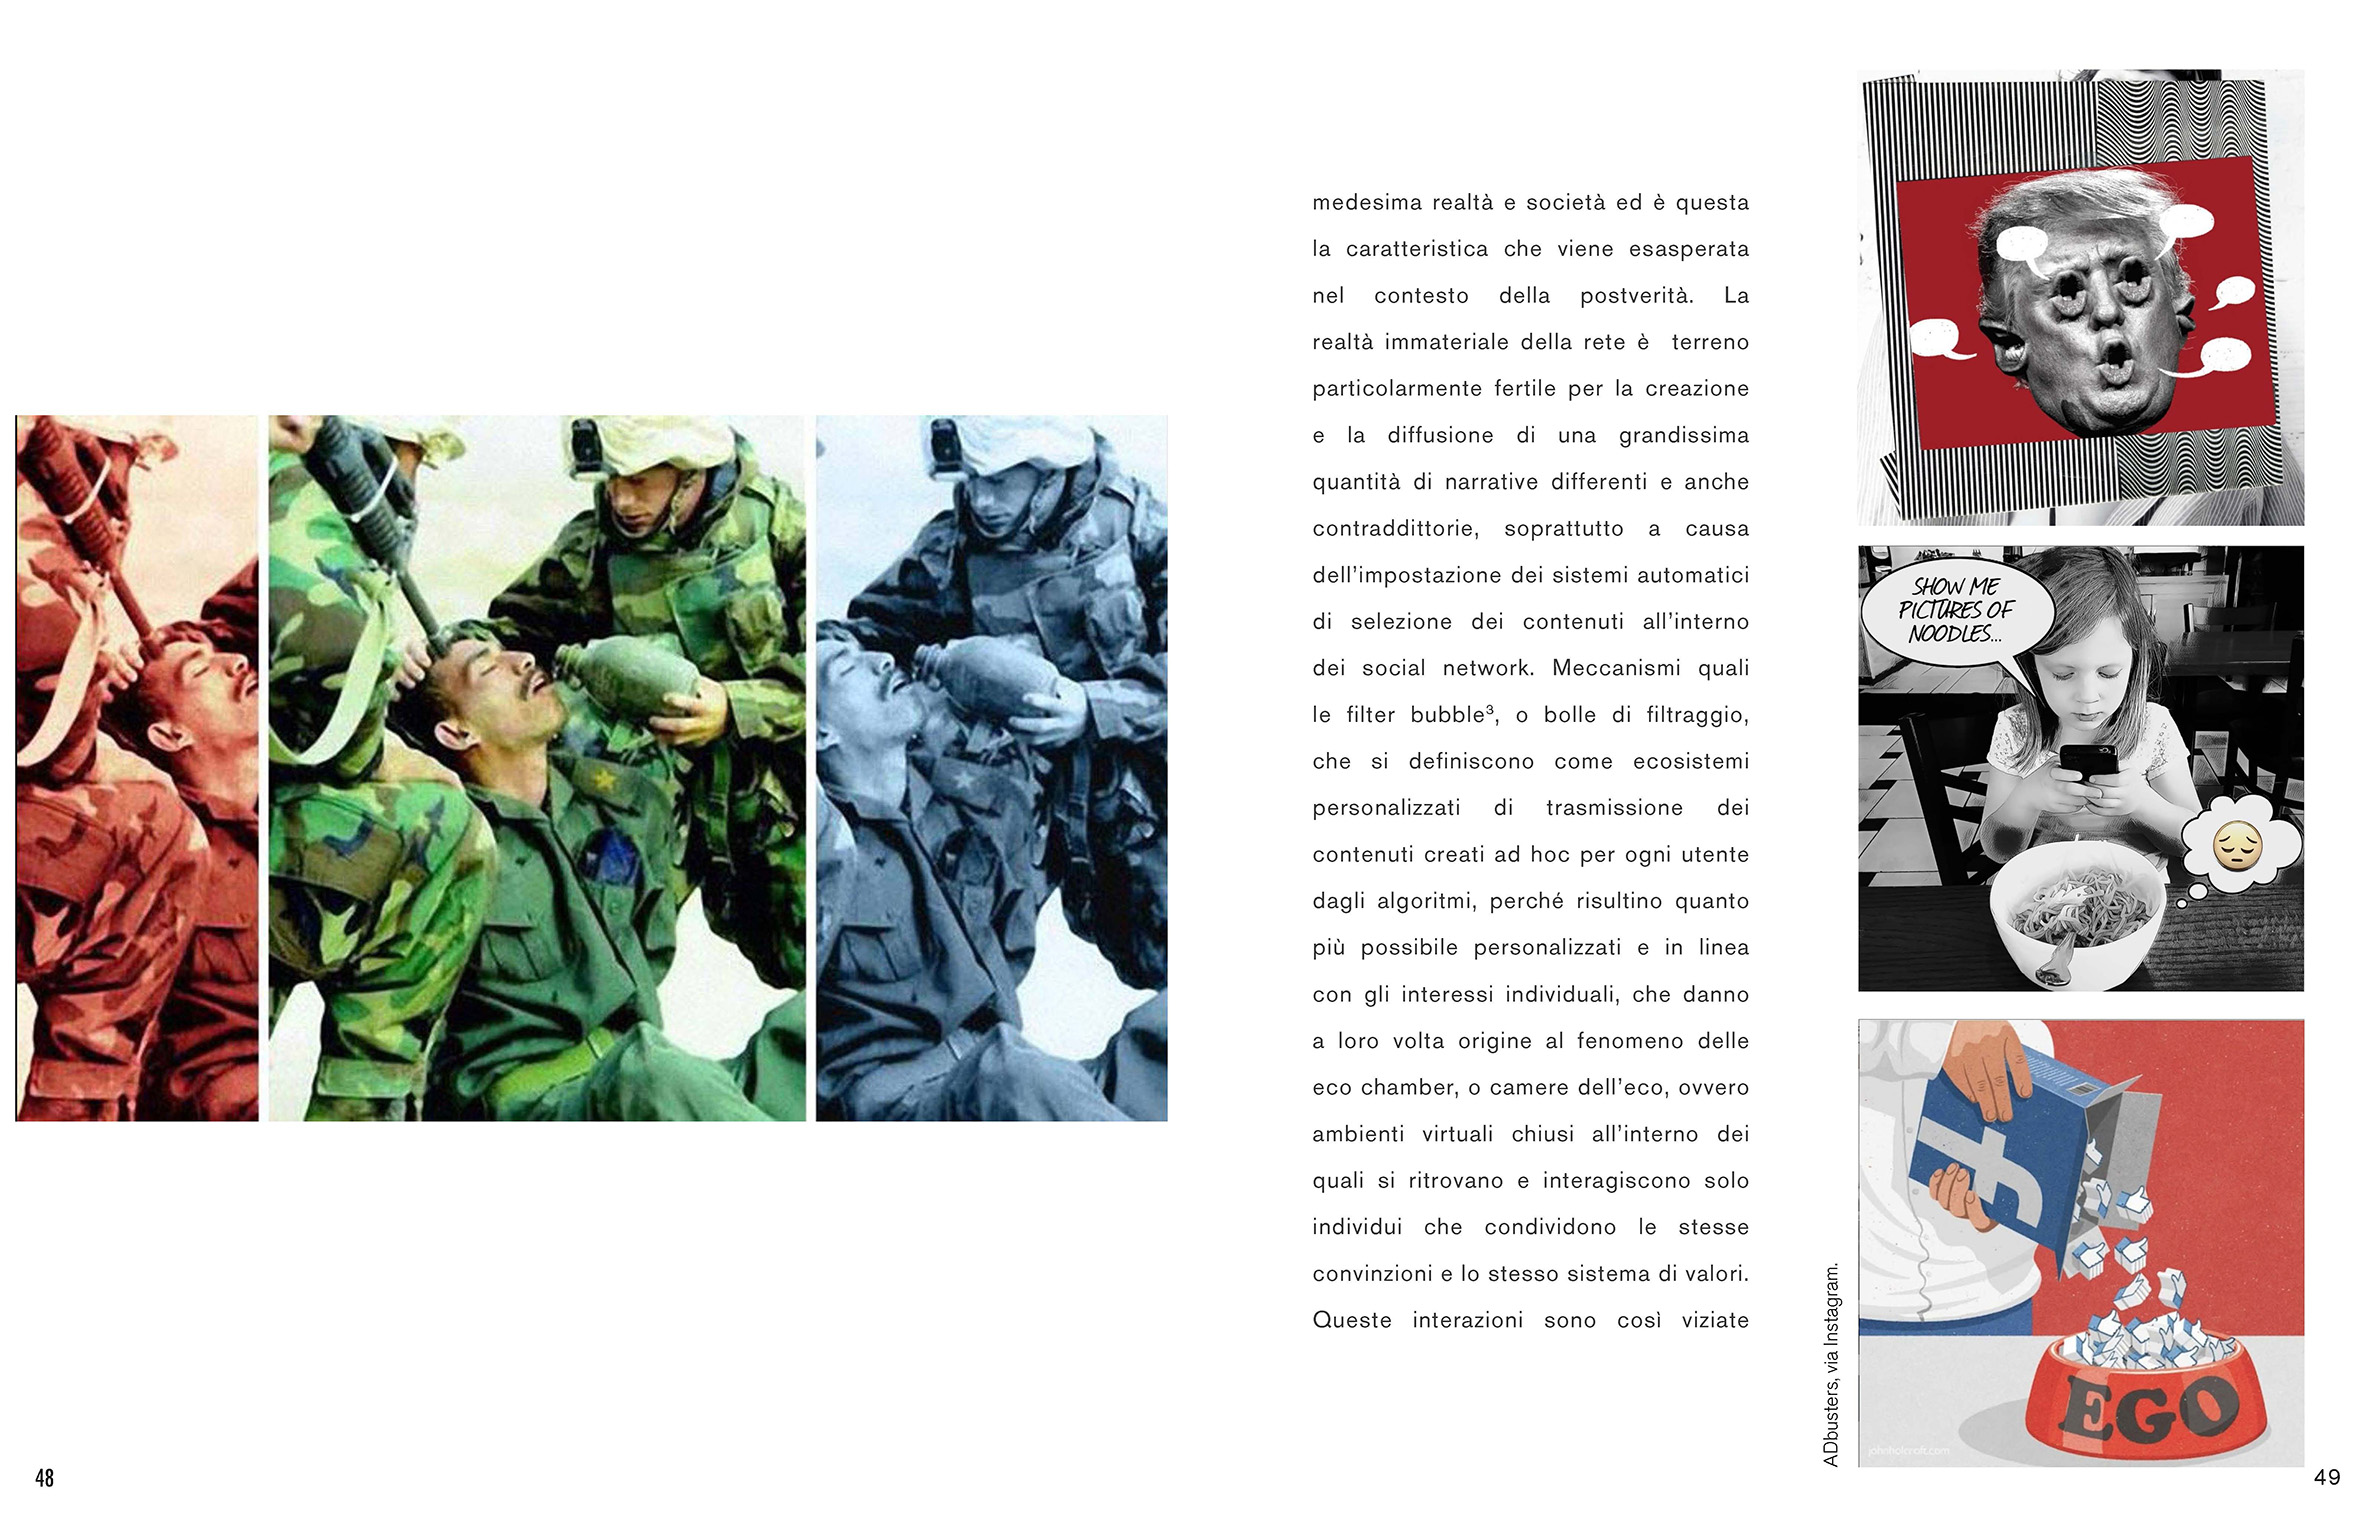 medesima realtà e società ed è questa
la caratteristica che viene esasperata
nel contesto della postverità. La
realtà immateriale della rete è terreno
particolarmente fertile per la creazione
e la diffusione di una grandissima
quantità di narrative differenti e anche
contraddittorie, soprattutto a causa
dell’impostazione dei sistemi automatici
di selezione dei contenuti all’interno
dei social network. Meccanismi quali
le filter bubble³, o bolle di filtraggio,
che si definiscono come ecosistemi
personalizzati di trasmissione dei
contenuti creati ad hoc per ogni utente
dagli algoritmi, perché risultino quanto
più possibile personalizzati e in linea
con gli interessi individuali, che danno
a loro volta origine al fenomeno delle
eco chamber, o camere dell’eco, ovvero
ambienti virtuali chiusi all’interno dei
quali si ritrovano e interagiscono solo
individui che condividono le stesse
convinzioni e lo stesso sistema di valori.
Queste interazioni sono così viziate
SHOW ME
PICTURES OF
NOODLES...
f
EGO
johnholcroft.com
ADbusters, via Instagram.
48
49